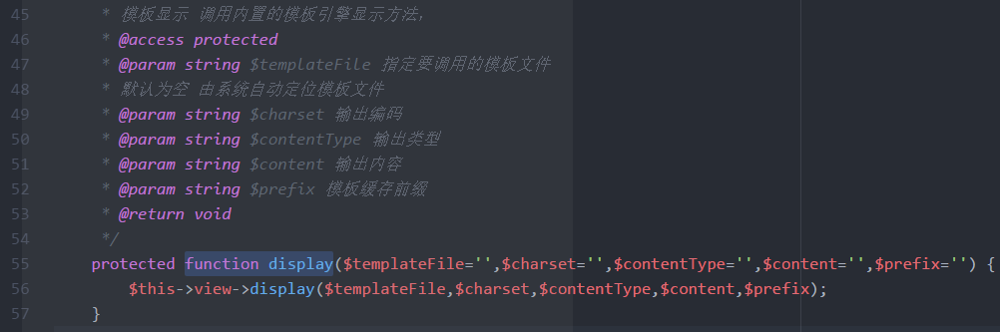 45 * 模板显示 调用内置的模板引擎显示方法,
46 * @access protected
47 * @param string $templateFile 指定要调用的模板文件
48 * 默认为空 由系统自动定位模板文件
49 * @param string $charset 输出编码
50 * @param string $contentType 输出类型
51 * @param string $content 输出内容
52 * @param string $prefix 模板缓存前缀
53 * @return void
54 */
55 protected function display($templateFile='',$charset='',$contentType='',$content='',$prefix='') {
56 $this->view->display($templateFile,$charset,$contentType,$content,$prefix);
57 }